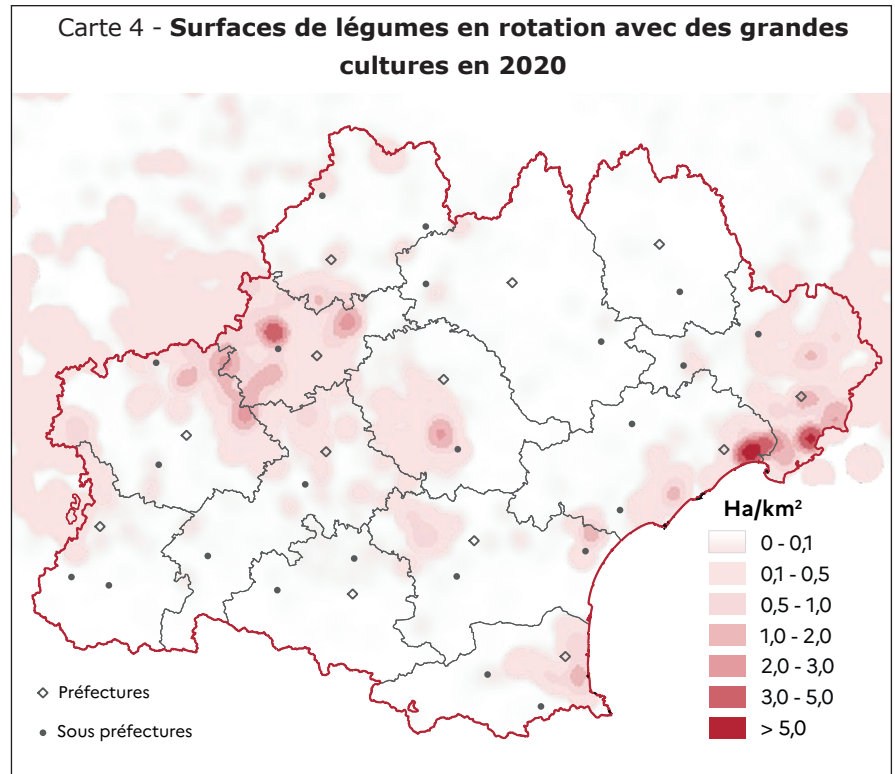 Carte 4 - Surfaces de légumes en rotation avec des grandes
cultures en 2020
Ha/km²
0 - 0,1
0,1 - 0,5
0,5 - 1,0
1,0 - 2,0
2,0 - 3,0
3,0 - 5,0
> 5,0
Préfectures
Sous préfectures